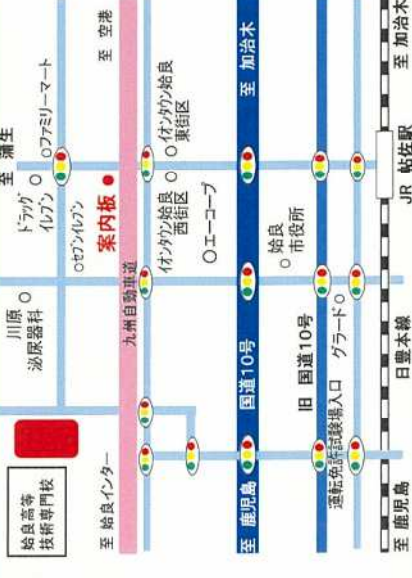 至 蒲生
至 空港
至 加治木
至 加治木
○ファミリーマート
ドラッグ
イレブン
○セブンイレブン
案内板
イオンタウン姶良
東街区
イオンタウン姶良
西街区
○エーコープ
姶良
市役所
JR 帖佐駅
川原
泌尿器科
九州自動車道
国道10号
旧 国道10号
グラード○
日豊本線
姶良高等
技術専門校
至 姶良インター
至 鹿児島
運転免許試験場入口
至 鹿児島